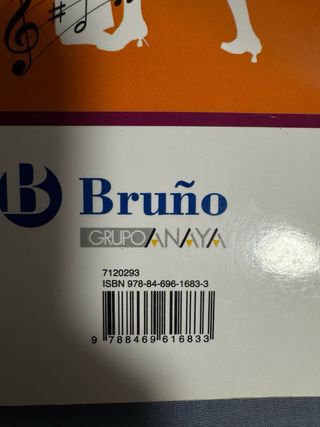 B Bruño
GRUPO ANAYA
7120293
ISBN 978-84-696-1683-3
9 788469 616833